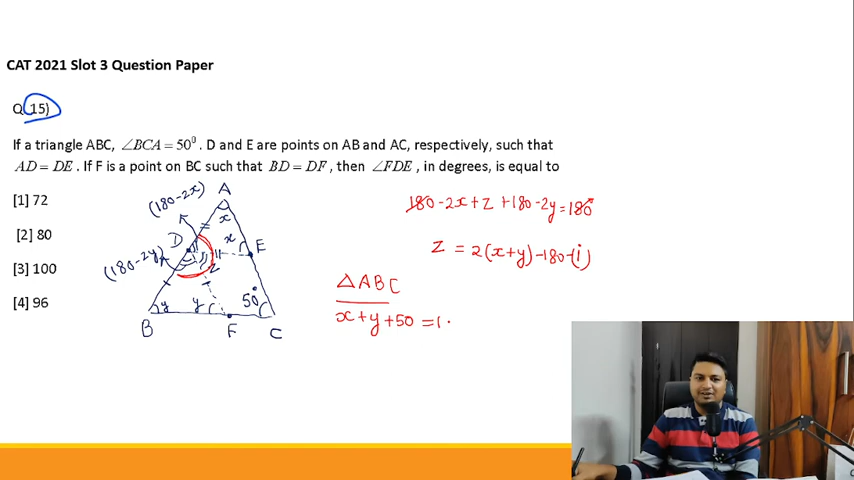 CAT 2021 Slot 3 Question Paper
Q.15)
If a triangle ABC, ∠BCA = 50⁰. D and E are points on AB and AC, respectively, such that
AD = DE. If F is a point on BC such that BD = DF, then ∠FDE, in degrees, is equal to
[1] 72
[2] 80
[3] 100
[4] 96
(180-2x)
A
x
D
x
E
(180-2y)
z
y
y
50°
B
F
C
180-2x+z+180-2y=180
z = 2(x+y)-180-(i)
△ABC
x+y+50 =1